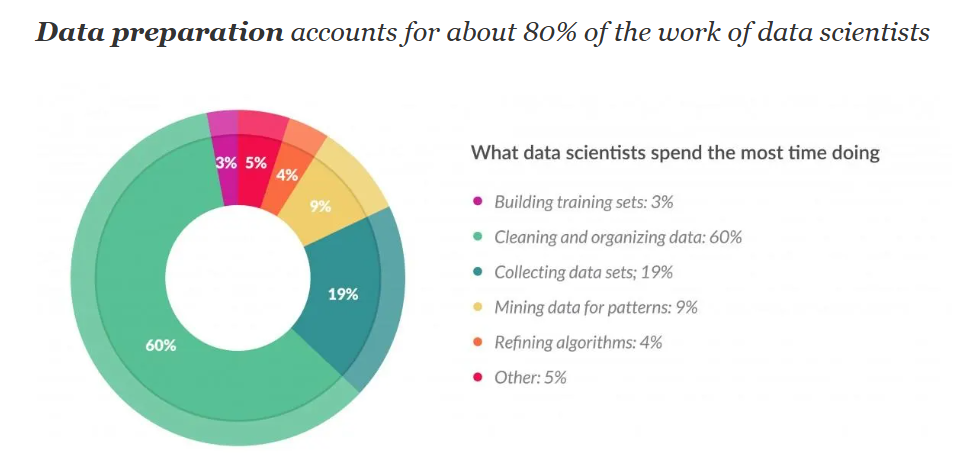 Data preparation accounts for about 80% of the work of data scientists
3% 5%
4%
9%
19%
60%
What data scientists spend the most time doing
Building training sets: 3%
Cleaning and organizing data: 60%
Collecting data sets; 19%
Mining data for patterns: 9%
Refining algorithms: 4%
Other: 5%